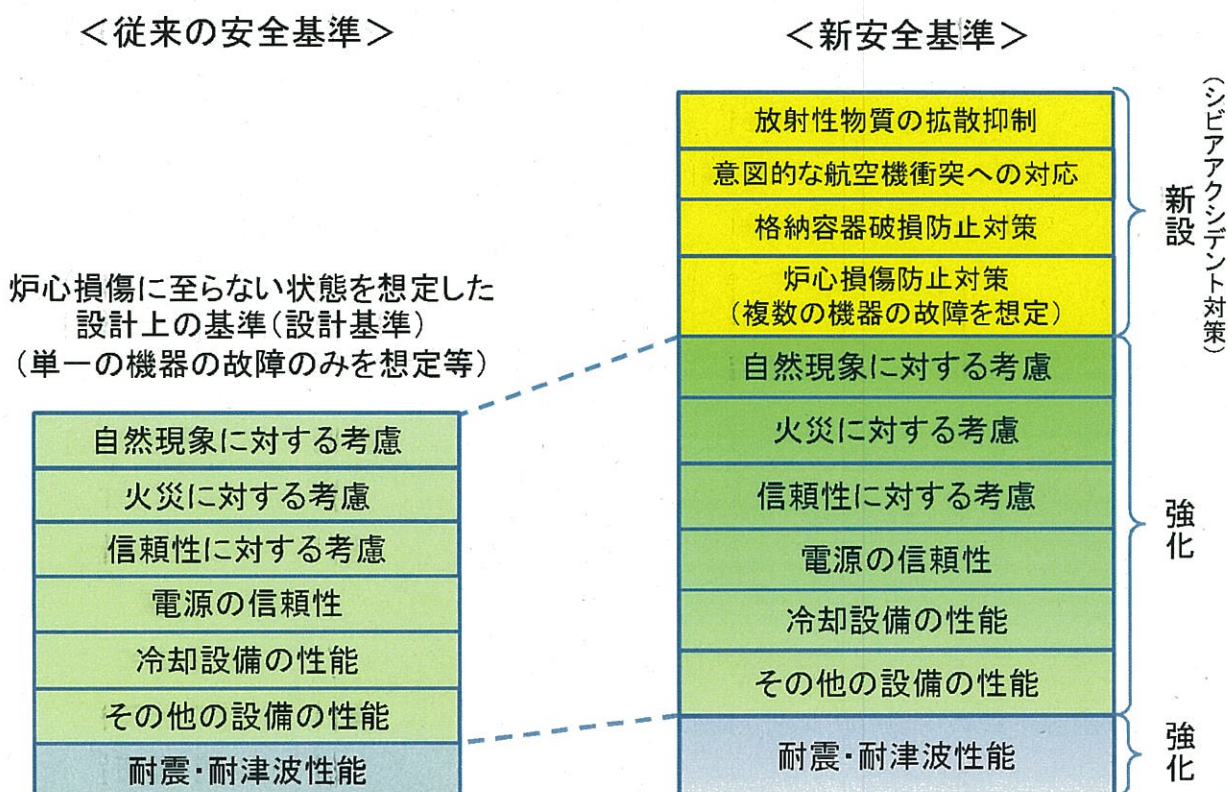 <従来の安全基準>
炉心損傷に至らない状態を想定した
設計上の基準(設計基準)
(単一の機器の故障のみを想定等)
自然現象に対する考慮
火災に対する考慮
信頼性に対する考慮
電源の信頼性
冷却設備の性能
その他の設備の性能
耐震・耐津波性能
<新安全基準>
放射性物質の拡散抑制
意図的な航空機衝突への対応
格納容器破損防止対策
炉心損傷防止対策
(複数の機器の故障を想定)
自然現象に対する考慮
火災に対する考慮
信頼性に対する考慮
電源の信頼性
冷却設備の性能
その他の設備の性能
耐震・耐津波性能
新設
(シビアアクシデント対策)
強化
強化